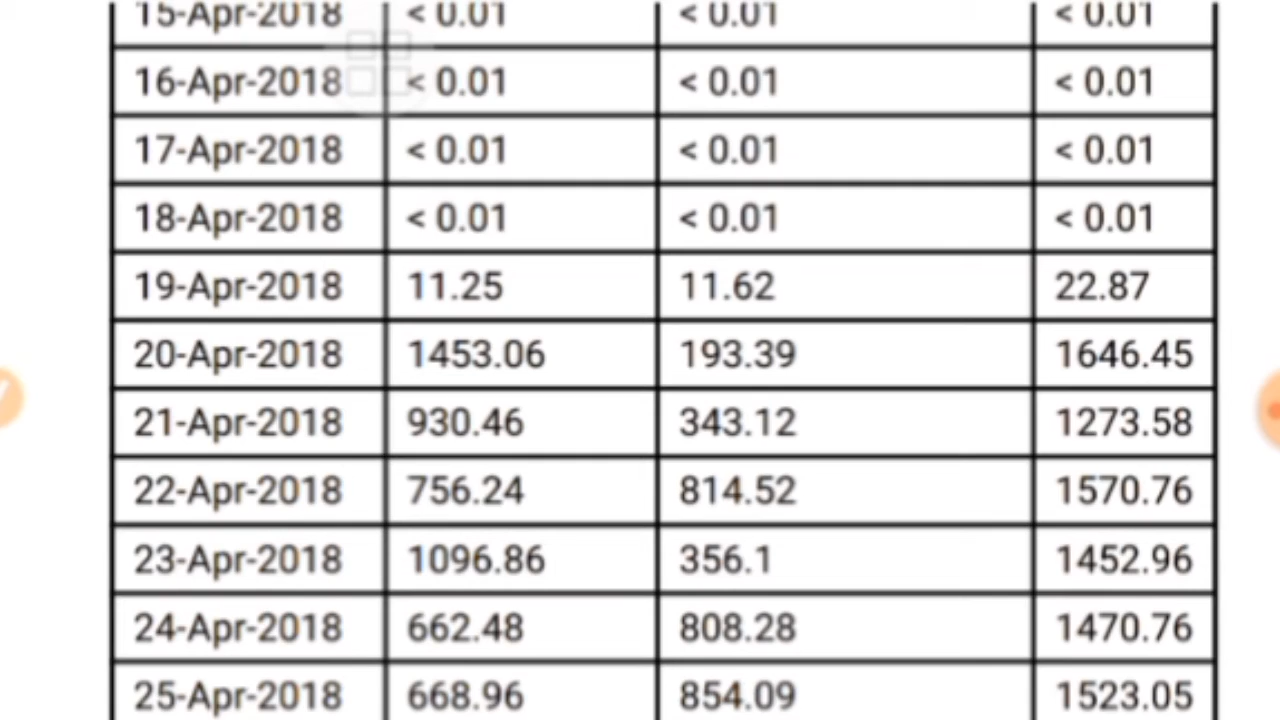 15-Apr-2018 < 0.01 < 0.01 < 0.01
16-Apr-2018 < 0.01 < 0.01 < 0.01
17-Apr-2018 < 0.01 < 0.01 < 0.01
18-Apr-2018 < 0.01 < 0.01 < 0.01
19-Apr-2018 11.25 11.62 22.87
20-Apr-2018 1453.06 193.39 1646.45
21-Apr-2018 930.46 343.12 1273.58
22-Apr-2018 756.24 814.52 1570.76
23-Apr-2018 1096.86 356.1 1452.96
24-Apr-2018 662.48 808.28 1470.76
25-Apr-2018 668.96 854.09 1523.05